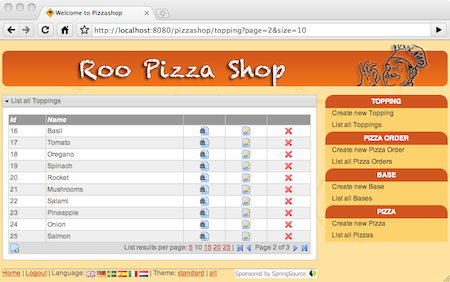 Welcome to Pizzashop
http://localhost:8080/pizzashop/topping?page=2&size=10
Roo Pizza Shop
List all Toppings
Id Name
16 Basil
17 Tomato
18 Oregano
19 Spinach
20 Rocket
21 Mushrooms
22 Salami
23 Pineapple
24 Onion
25 Salmon
List results per page: 5 10 15 20 25 | Page 2 of 3
TOPPING
Create new Topping
List all Toppings
PIZZA ORDER
Create new Pizza Order
List all Pizza Orders
BASE
Create new Base
List all Bases
PIZZA
Create new Pizza
List all Pizzas
Home | Logout | Language: | Theme: standard | alt
Sponsored by SpringSource